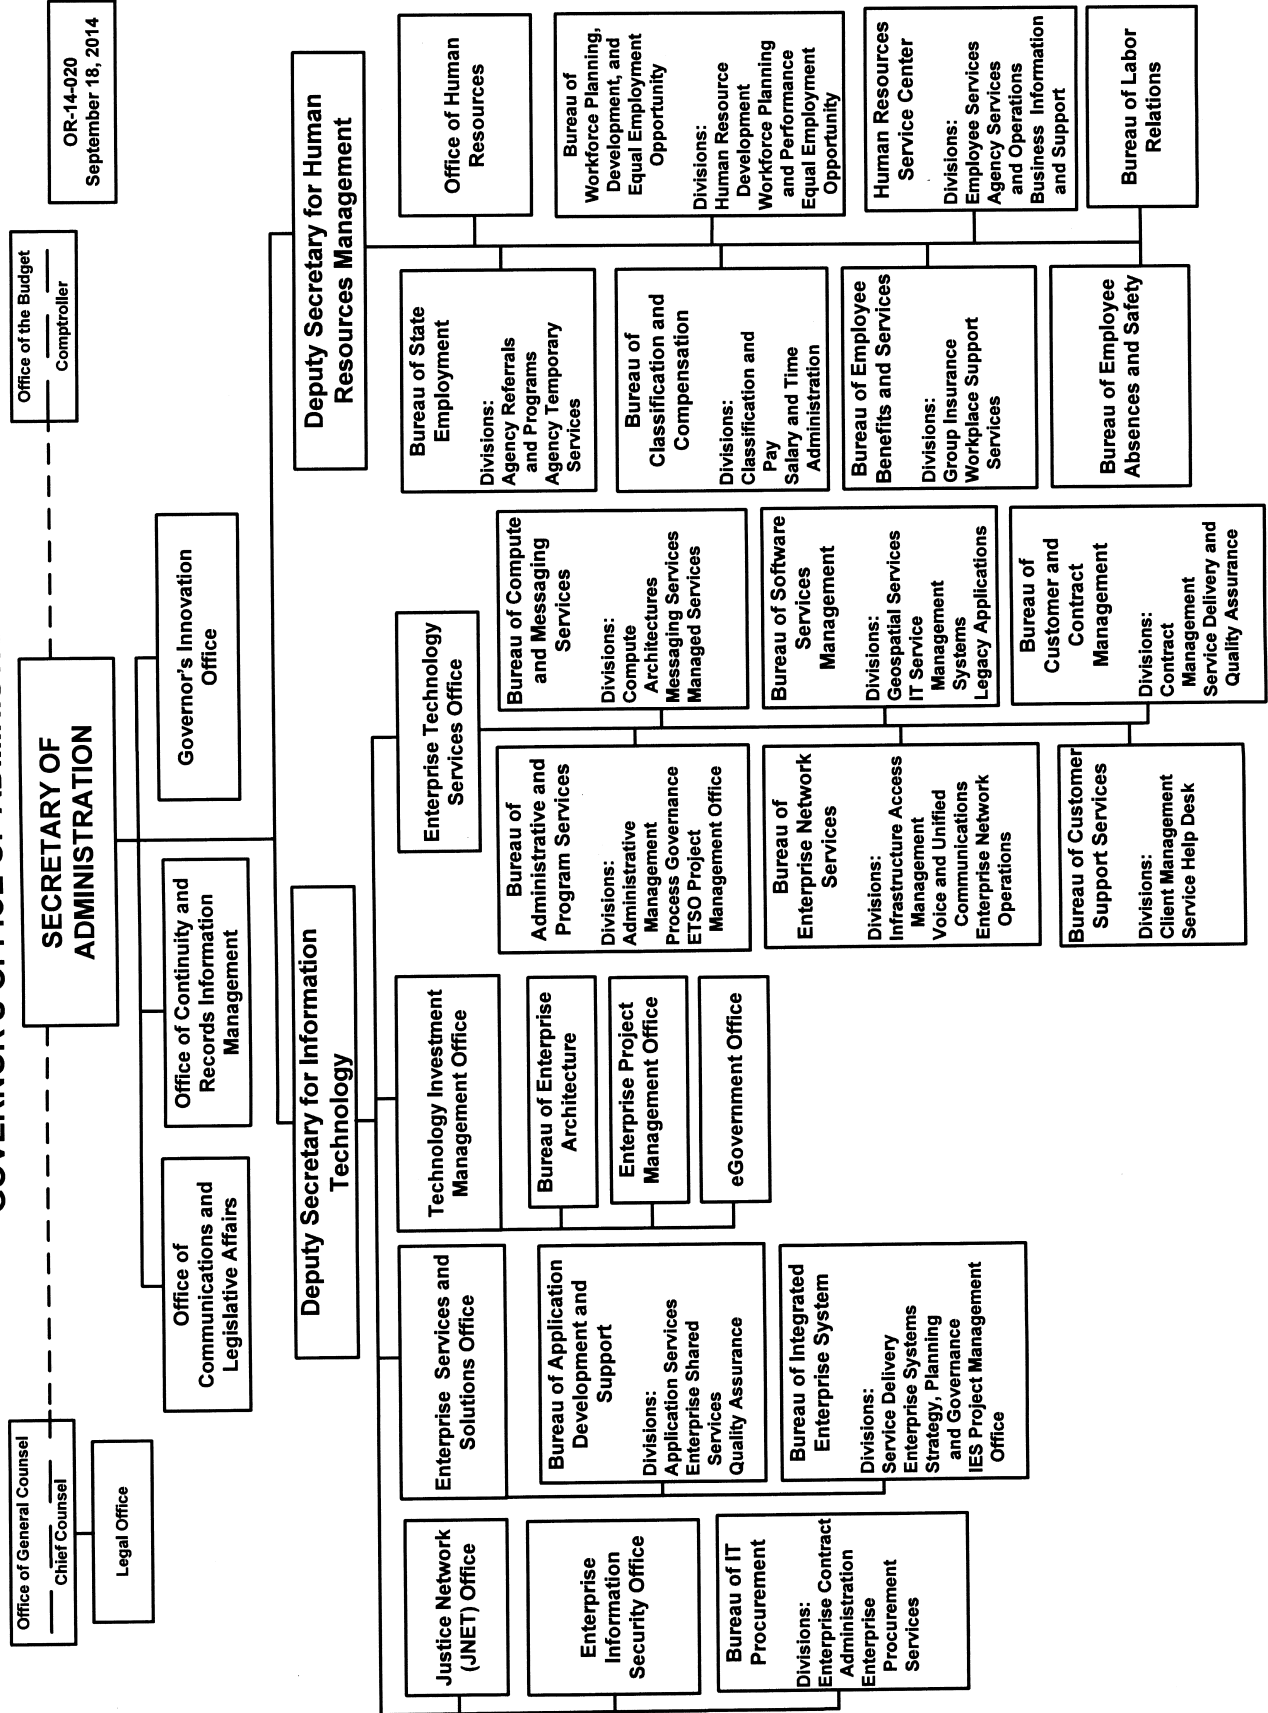 OR-14-020
September 18, 2014
Office of General Counsel
Chief Counsel
Legal Office
SECRETARY OF
ADMINISTRATION
Office of the Budget
Comptroller
Office of
Communications and
Legislative Affairs
Office of Continuity and
Records Information
Management
Governor's Innovation
Office
Deputy Secretary for Information
Technology
Deputy Secretary for Human
Resources Management
Justice Network
(JNET) Office
Enterprise
Information
Security Office
Bureau of IT
Procurement
Divisions:
Enterprise Contract
Administration
Enterprise
Procurement
Services
Enterprise Services and
Solutions Office
Bureau of Application
Development and
Support
Divisions:
Application Services
Enterprise Shared
Services
Quality Assurance
Bureau of Integrated
Enterprise System
Divisions:
Service Delivery
Enterprise Systems
Strategy, Planning
and Governance
IES Project Management
Office
Technology Investment
Management Office
Bureau of Enterprise
Architecture
Enterprise Project
Management Office
eGovernment Office
Enterprise Technology
Services Office
Bureau of
Administrative and
Program Services
Divisions:
Administrative
Management
Process Governance
ETSO Project
Management Office
Bureau of Compute
and Messaging
Services
Divisions:
Compute
Architectures
Messaging Services
Managed Services
Bureau of
Enterprise Network
Services
Divisions:
Infrastructure Access
Management
Voice and Unified
Communications
Enterprise Network
Operations
Bureau of Software
Services
Management
Divisions:
Geospatial Services
IT Service
Management
Systems
Legacy Applications
Bureau of Customer
Support Services
Divisions:
Client Management
Service Help Desk
Bureau of
Customer and
Contract
Management
Divisions:
Contract
Management
Service Delivery and
Quality Assurance
Bureau of State
Employment
Divisions:
Agency Referrals
and Programs
Agency Temporary
Services
Office of Human
Resources
Bureau of
Classification and
Compensation
Divisions:
Classification and
Pay
Salary and Time
Administration
Bureau of
Workforce Planning,
Development, and
Equal Employment
Opportunity
Divisions:
Human Resource
Development
Workforce Planning
and Performance
Equal Employment
Opportunity
Bureau of Employee
Benefits and Services
Divisions:
Group Insurance
Workplace Support
Services
Human Resources
Service Center
Divisions:
Employee Services
Agency Services
and Operations
Business Information
and Support
Bureau of Employee
Absences and Safety
Bureau of Labor
Relations